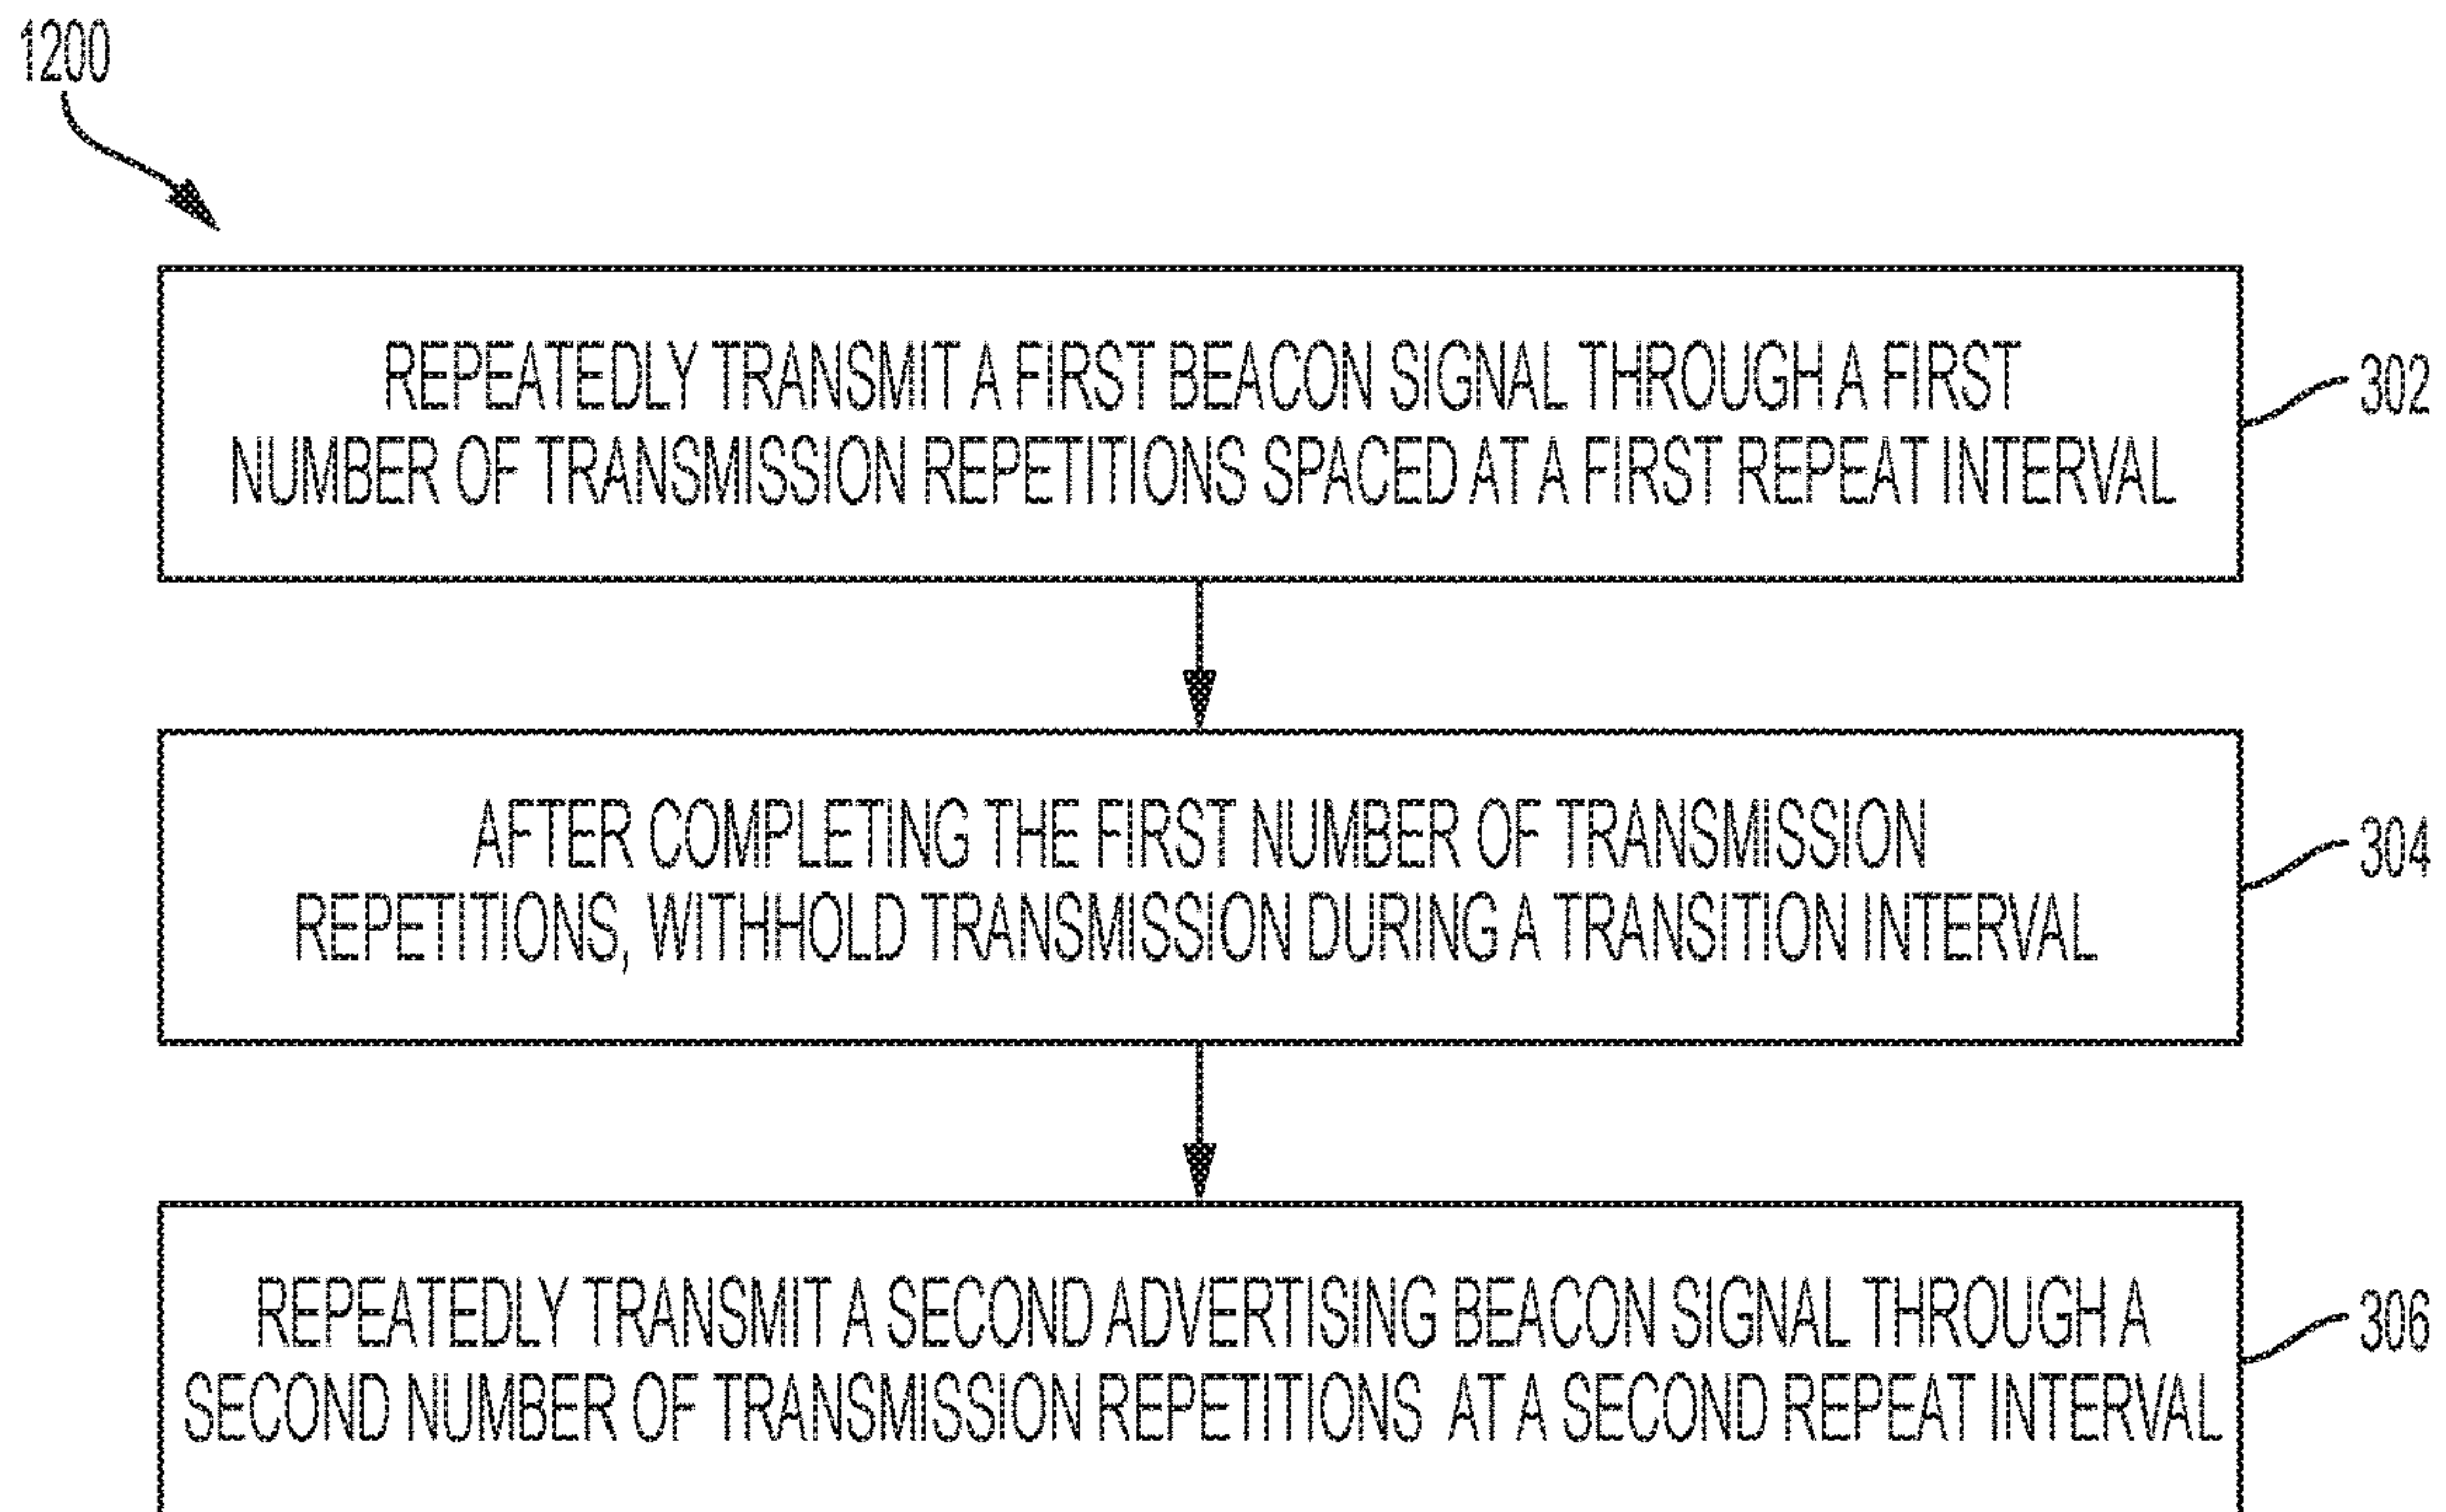 1200
REPEATEDLY TRANSMIT A FIRST BEACON SIGNAL THROUGH A FIRST
NUMBER OF TRANSMISSION REPETITIONS SPACED AT A FIRST REPEAT INTERVAL
302
AFTER COMPLETING THE FIRST NUMBER OF TRANSMISSION
REPETITIONS, WITHHOLD TRANSMISSION DURING A TRANSITION INTERVAL
304
REPEATEDLY TRANSMIT A SECOND ADVERTISING BEACON SIGNAL THROUGH A
SECOND NUMBER OF TRANSMISSION REPETITIONS AT A SECOND REPEAT INTERVAL
306